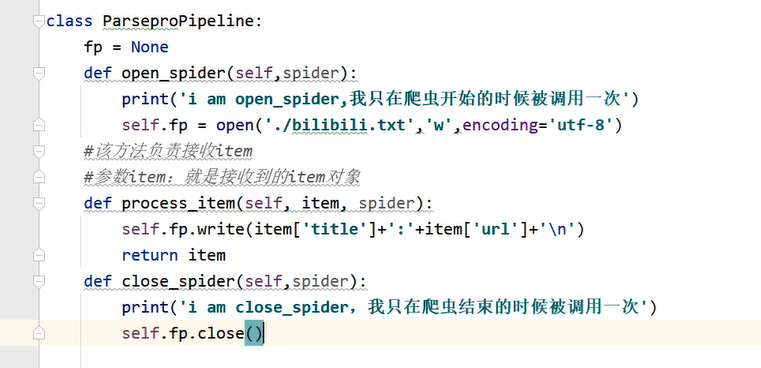 class ParseproPipeline:
    fp = None
    def open_spider(self,spider):
        print('i am open_spider,我只在爬虫开始的时候被调用一次')
        self.fp = open('./bilibili.txt','w',encoding='utf-8')
    #该方法负责接收item
    #参数item：就是接收到的item对象
    def process_item(self, item, spider):
        self.fp.write(item['title']+':'+item['url']+'\n')
        return item
    def close_spider(self,spider):
        print('i am close_spider，我只在爬虫结束的时候被调用一次')
        self.fp.close()